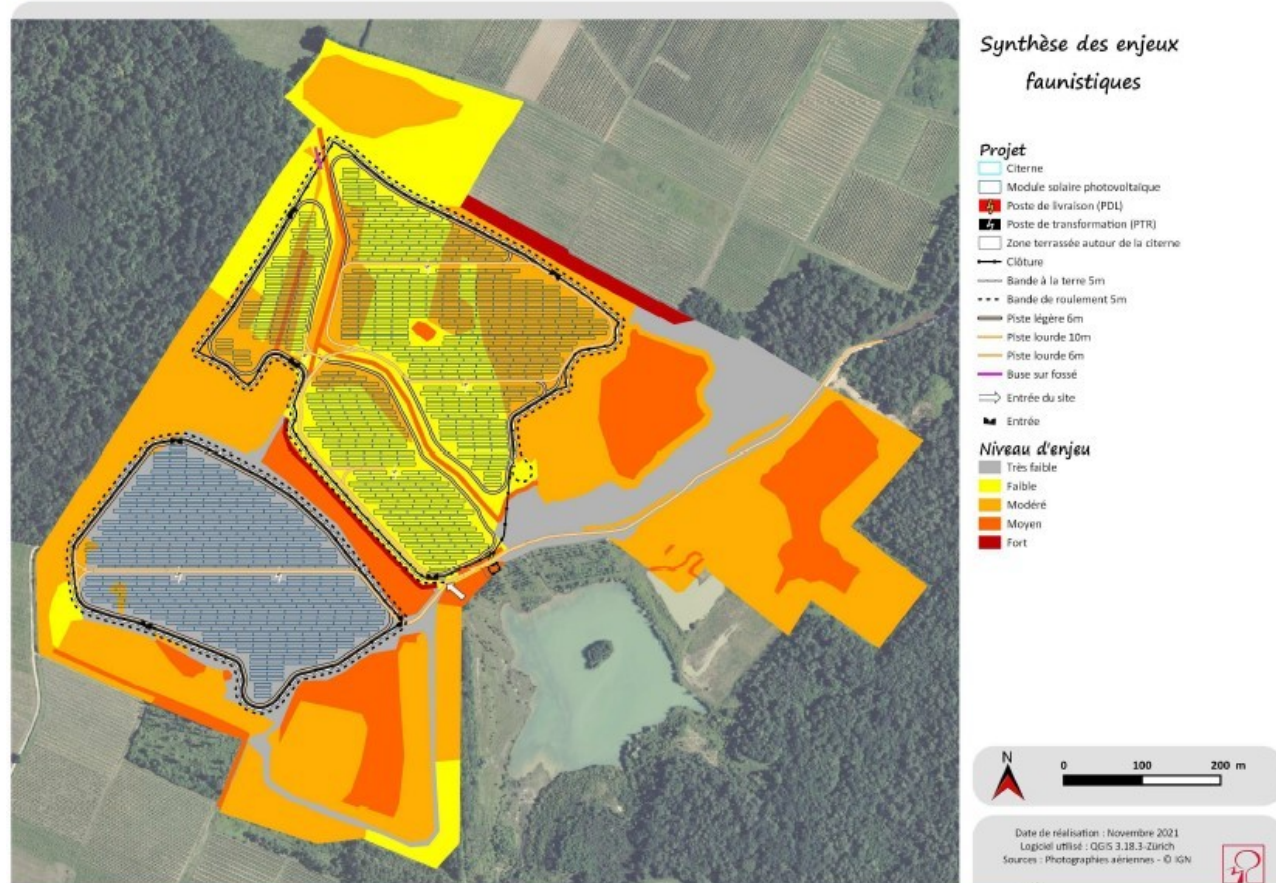 Synthèse des enjeux
faunistiques
Projet
Citerne
Module solaire photovoltaïque
Poste de livraison (PDL)
Poste de transformation (PTR)
Zone terrassée autour de la citerne
Clôture
Bande à la terre 5m
Bande de roulement 5m
Piste légère 6m
Piste lourde 10m
Piste lourde 6m
Buse sur fossé
Entrée du site
Entrée
Niveau d'enjeu
Très faible
Faible
Modéré
Moyen
Fort
N
0 100 200 m
Date de réalisation : Novembre 2021
Logiciel utilisé : QGIS 3.18.3-Zürich
Sources : Photographies aériennes - © IGN